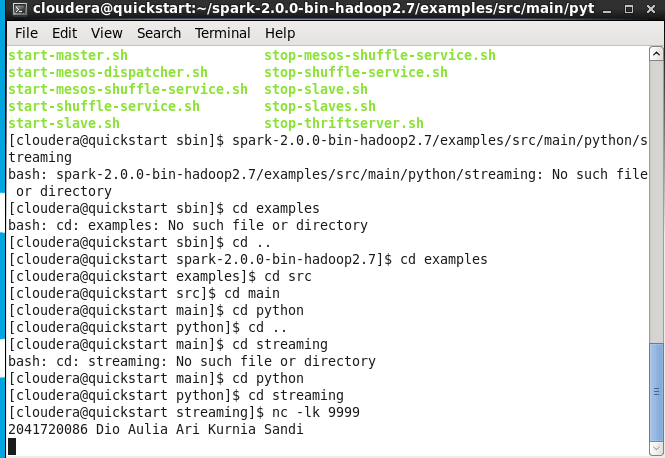 cloudera@quickstart:~/spark-2.0.0-bin-hadoop2.7/examples/src/main/pyt
File Edit View Search Terminal Help
start-master.sh stop-mesos-shuffle-service.sh
start-mesos-dispatcher.sh stop-shuffle-service.sh
start-mesos-shuffle-service.sh stop-slave.sh
start-shuffle-service.sh stop-slaves.sh
start-slave.sh stop-thriftserver.sh
[cloudera@quickstart sbin]$ spark-2.0.0-bin-hadoop2.7/examples/src/main/python/s
treaming
bash: spark-2.0.0-bin-hadoop2.7/examples/src/main/python/streaming: No such file
 or directory
[cloudera@quickstart sbin]$ cd examples
bash: cd: examples: No such file or directory
[cloudera@quickstart sbin]$ cd ..
[cloudera@quickstart spark-2.0.0-bin-hadoop2.7]$ cd examples
[cloudera@quickstart examples]$ cd src
[cloudera@quickstart src]$ cd main
[cloudera@quickstart main]$ cd python
[cloudera@quickstart python]$ cd ..
[cloudera@quickstart main]$ cd streaming
bash: cd: streaming: No such file or directory
[cloudera@quickstart main]$ cd python
[cloudera@quickstart python]$ cd streaming
[cloudera@quickstart streaming]$ nc -lk 9999
2041720086 Dio Aulia Ari Kurnia Sandi